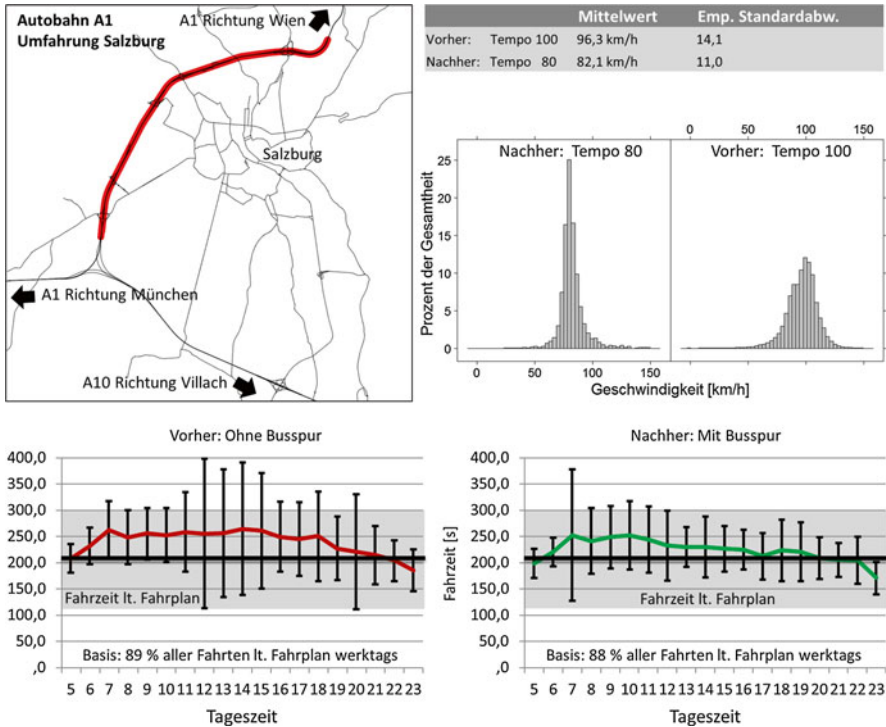 Autobahn A1
Umfahrung Salzburg
A1 Richtung Wien
Salzburg
A1 Richtung München
A10 Richtung Villach
Mittelwert Emp. Standardabw.
Vorher: Tempo 100 96,3 km/h 14,1
Nachher: Tempo 80 82,1 km/h 11,0
0 50 100 150
Nachher: Tempo 80 Vorher: Tempo 100
Prozent der Gesamtheit
25
20
15
10
5
0
0 50 100 150
Geschwindigkeit [km/h]
Vorher: Ohne Busspur
400,0
350,0
300,0
250,0
200,0
150,0
100,0
50,0
,0
Fahrzeit lt. Fahrplan
Basis: 89 % aller Fahrten lt. Fahrplan werktags
5 6 7 8 9 10 11 12 13 14 15 16 17 18 19 20 21 22 23
Tageszeit
Nachher: Mit Busspur
Fahrzeit [s]
400,0
350,0
300,0
250,0
200,0
150,0
100,0
50,0
,0
Fahrzeit lt. Fahrplan
Basis: 88 % aller Fahrten lt. Fahrplan werktags
5 6 7 8 9 10 11 12 13 14 15 16 17 18 19 20 21 22 23
Tageszeit